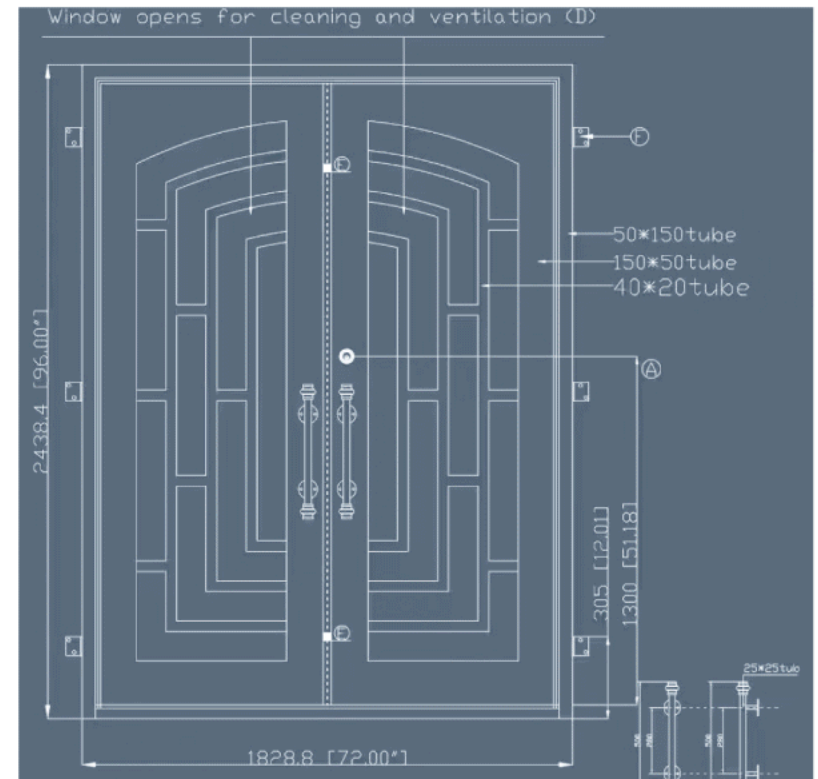 Window opens for cleaning and ventilation (D)
F
E
50*150tube
150*50tube
40*20tube
A
2438.4 [96.00"]
305 [12.01]
1300 [51.18]
E
25*25tub
1828.8 [72.00"]